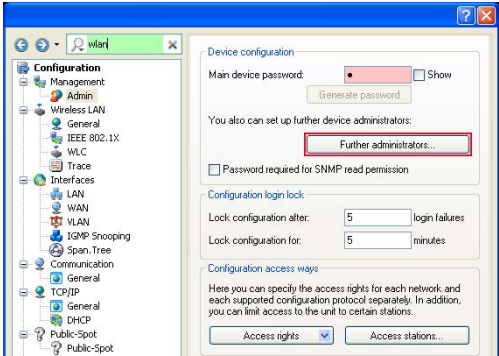 wlan
Configuration
Management
Admin
Wireless LAN
General
IEEE 802.1X
WLC
Trace
Interfaces
LAN
WAN
VLAN
IGMP Snooping
Span.Tree
Communication
General
TCP/IP
General
DHCP
Public-Spot
Public-Spot
Device configuration
Main device password:
Show
Generate password
You also can set up further device administrators:
Further administrators...
Password required for SNMP read permission
Configuration login lock
Lock configuration after: 5 login failures
Lock configuration for: 5 minutes
Configuration access ways
Here you can specify the access rights for each network and
each supported configuration protocol separately. In addition,
you can limit access to the unit to certain stations.
Access rights
Access stations...